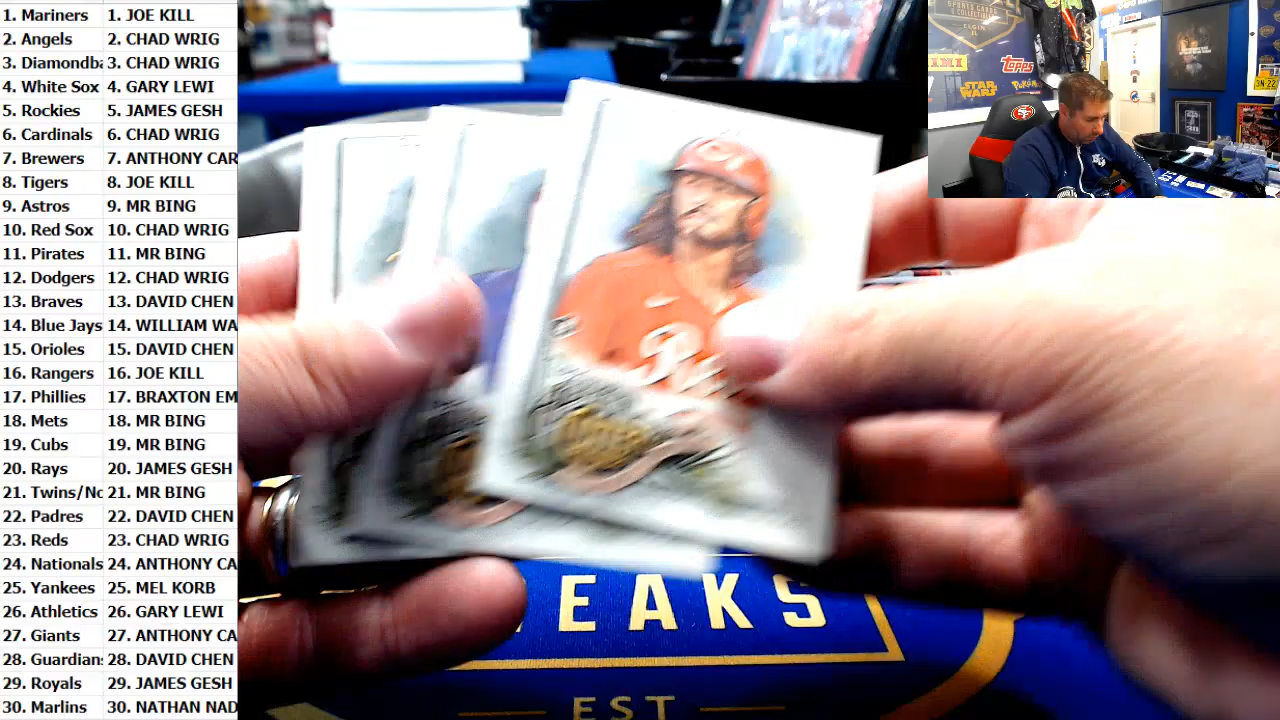 1. Mariners 1. JOE KILL
2. Angels 2. CHAD WRIG
3. Diamondba 3. CHAD WRIG
4. White Sox 4. GARY LEWI
5. Rockies 5. JAMES GESH
6. Cardinals 6. CHAD WRIG
7. Brewers 7. ANTHONY CAR
8. Tigers 8. JOE KILL
9. Astros 9. MR BING
10. Red Sox 10. CHAD WRIG
11. Pirates 11. MR BING
12. Dodgers 12. CHAD WRIG
13. Braves 13. DAVID CHEN
14. Blue Jays 14. WILLIAM WA
15. Orioles 15. DAVID CHEN
16. Rangers 16. JOE KILL
17. Phillies 17. BRAXTON EM
18. Mets 18. MR BING
19. Cubs 19. MR BING
20. Rays 20. JAMES GESH
21. Twins/No 21. MR BING
22. Padres 22. DAVID CHEN
23. Reds 23. CHAD WRIG
24. Nationals 24. ANTHONY CA
25. Yankees 25. MEL KORB
26. Athletics 26. GARY LEWI
27. Giants 27. ANTHONY CA
28. Guardians 28. DAVID CHEN
29. Royals 29. JAMES GESH
30. Marlins 30. NATHAN NAD
SPORTS CARDS
Topps
STAR WARS
POKéMON
EAKS
EST